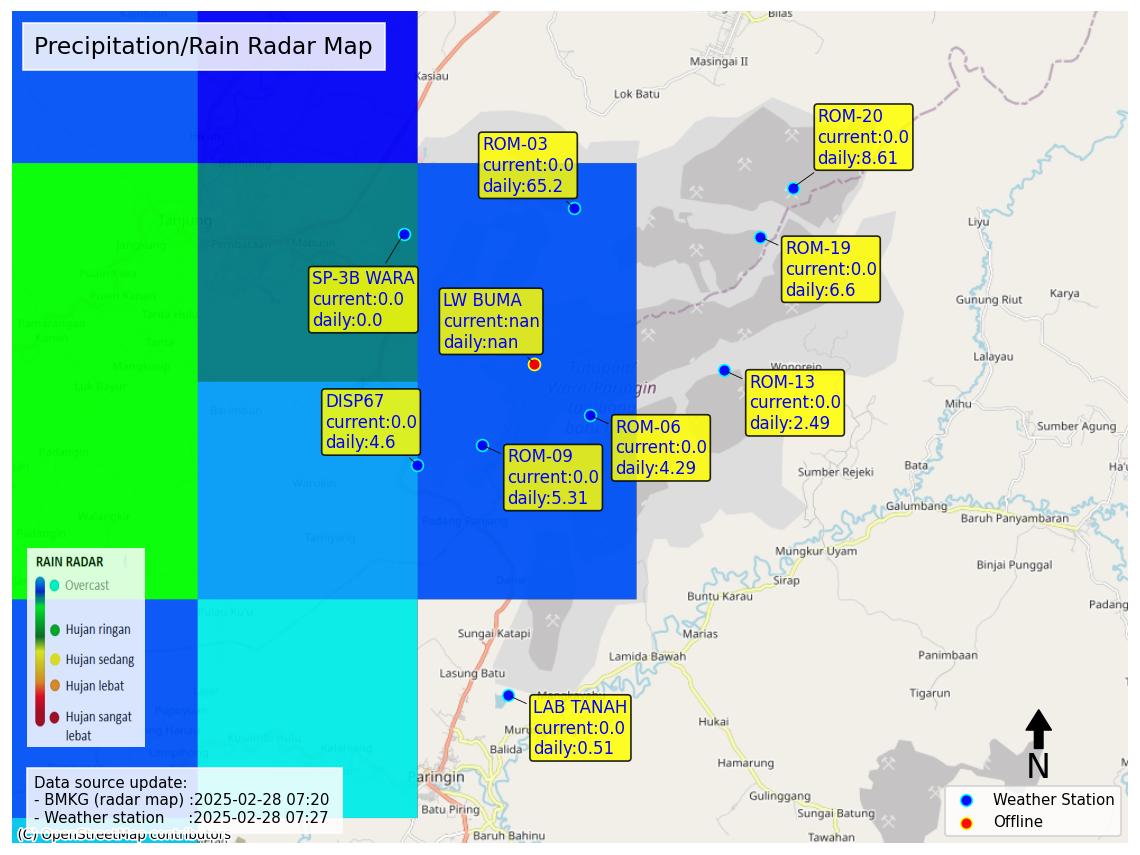 Precipitation/Rain Radar Map
Bilas
Masingai II
Kasiau
Lok Batu
ROM-20
current:0.0
daily:8.61
ROM-03
current:0.0
daily:65.2
Tanjung
Liyu
ROM-19
current:0.0
daily:6.6
SP-3B WARA
current:0.0
daily:0.0
LW BUMA
current:nan
daily:nan
Gunung Riut
Karya
Lalayau
Wonorejo
ROM-13
current:0.0
daily:2.49
Mihu
DISP67
current:0.0
daily:4.6
ROM-06
current:0.0
daily:4.29
Sumber Agung
ROM-09
current:0.0
daily:5.31
Bata
Sumber Rejeki
Galumbang
Baruh Panyambaran
Padang Panjang
Mungkur Uyam
Binjai Punggal
Sirap
Buntu Karau
Padang
RAIN RADAR
Overcast
Hujan ringan
Hujan sedang
Hujan lebat
Hujan sangat
lebat
Sungai Katapi
Marias
Lamida Bawah
Panimbaan
Lasung Batu
Tigarun
LAB TANAH
current:0.0
daily:0.51
Hukai
Balida
Hamarung
N
Paringin
Data source update:
- BMKG (radar map) :2025-02-28 07:20
- Weather station :2025-02-28 07:27
Batu Piring
Gulinggang
Sungai Batung
Baruh Bahinu
Tawahan
Weather Station
Offline
(C) OpenStreetMap contributors